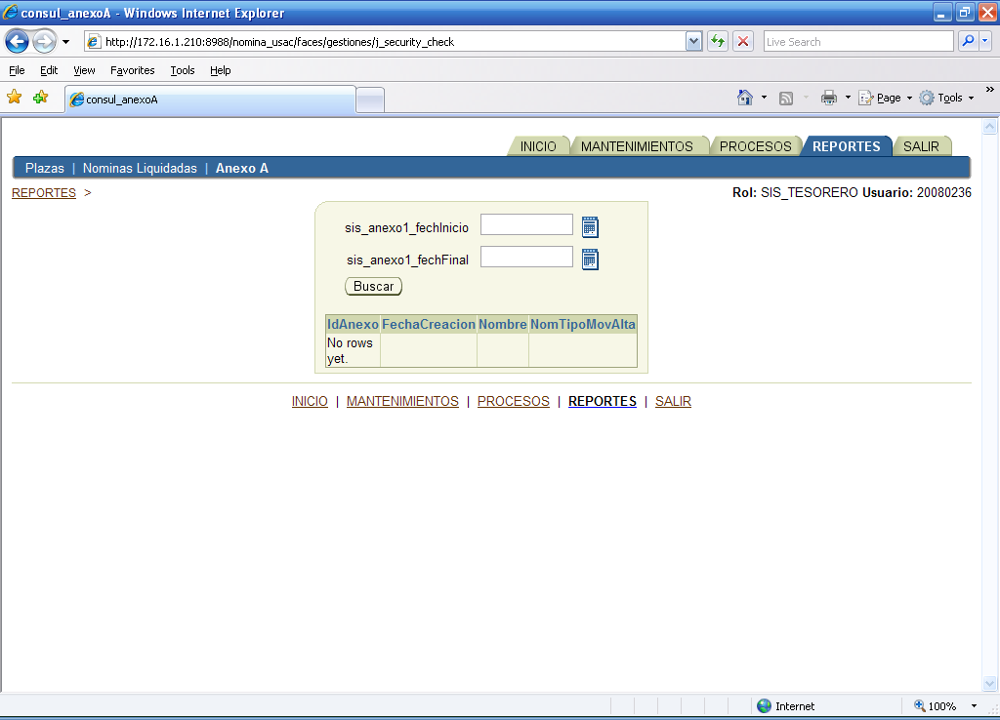 consul_anexoA - Windows Internet Explorer
http://172.16.1.210:8988/nomina_usac/faces/gestiones/j_security_check
Live Search
File Edit View Favorites Tools Help
consul_anexoA
Page Tools »
INICIO MANTENIMIENTOS PROCESOS REPORTES SALIR
Plazas | Nominas Liquidadas | Anexo A
REPORTES >
Rol: SIS_TESORERO Usuario: 20080236
sis_anexo1_fechInicio
sis_anexo1_fechFinal
Buscar
IdAnexo FechaCreacion Nombre NomTipoMovAlta
No rows
yet.
INICIO | MANTENIMIENTOS | PROCESOS | REPORTES | SALIR
Internet
100%